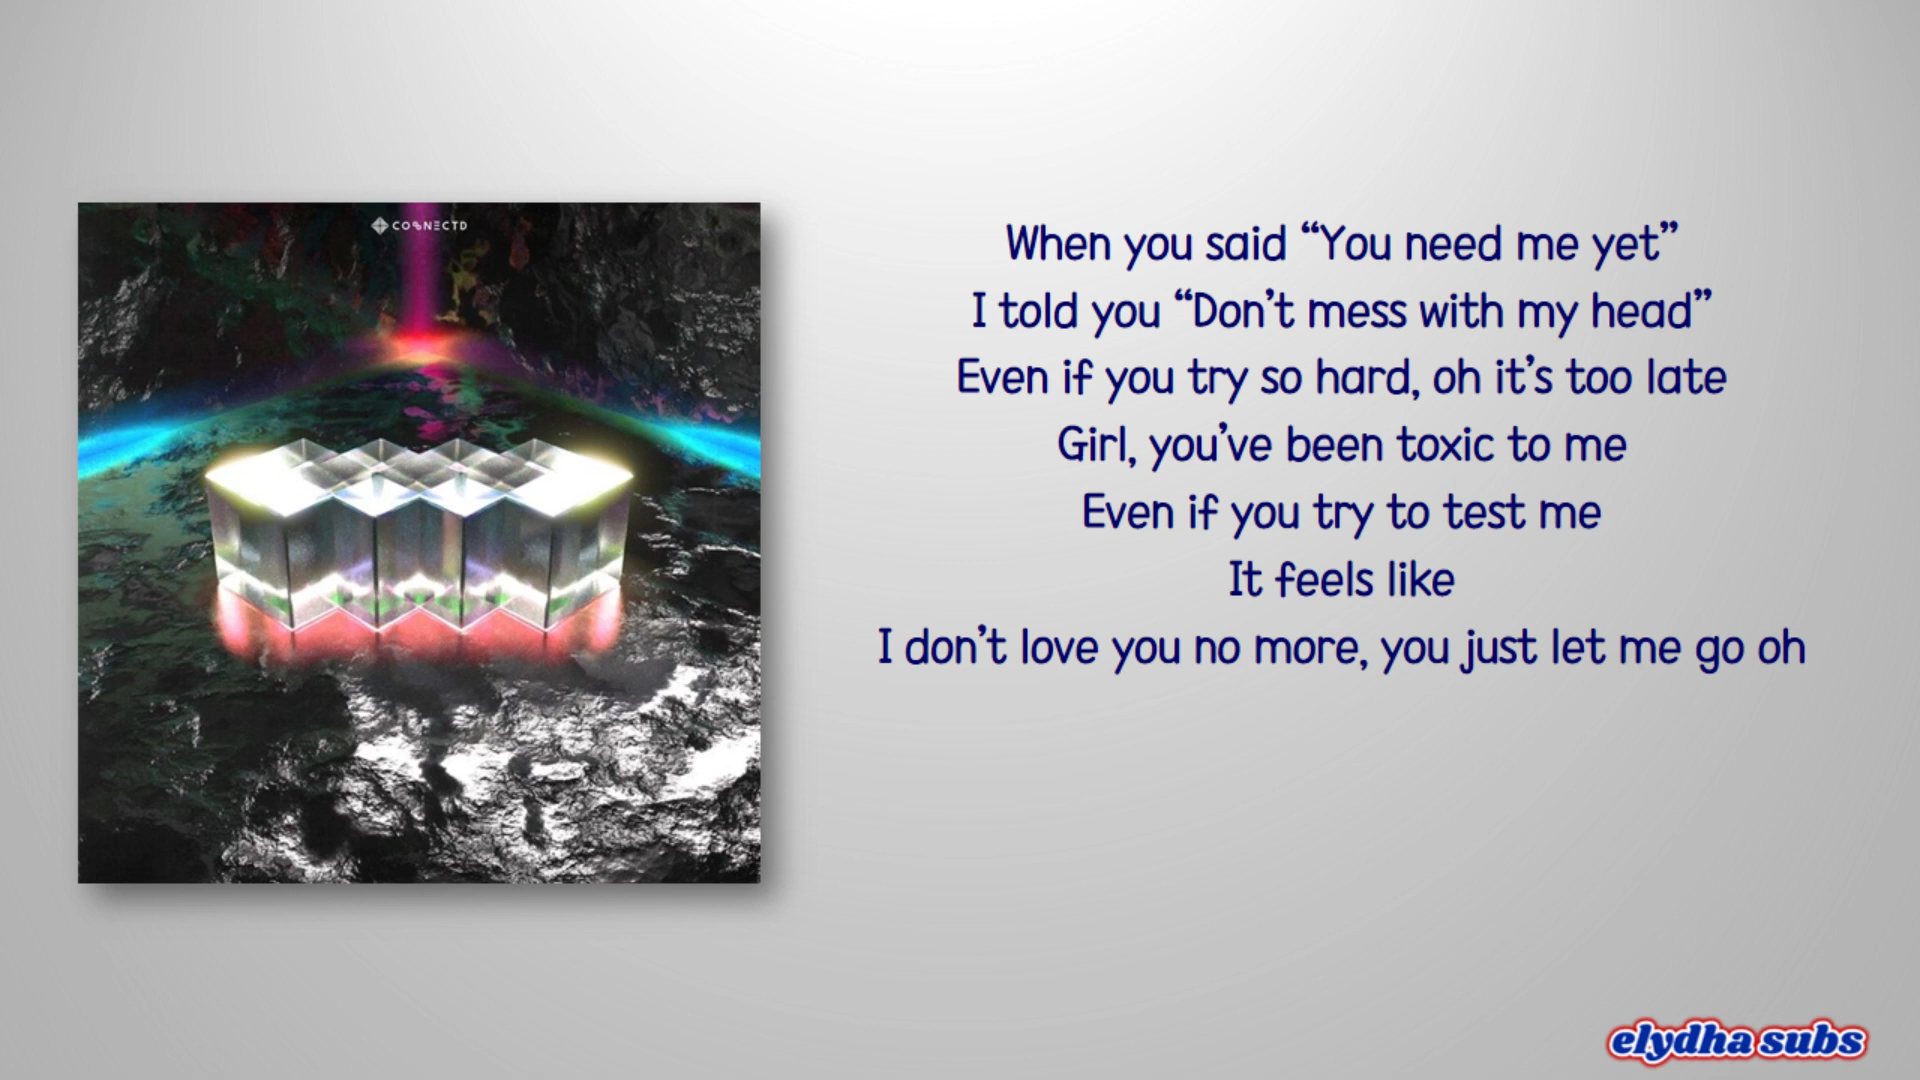 CONNECTD
When you said “You need me yet”
I told you “Don’t mess with my head”
Even if you try so hard, oh it’s too late
Girl, you’ve been toxic to me
Even if you try to test me
It feels like
I don’t love you no more, you just let me go oh
elydha subs